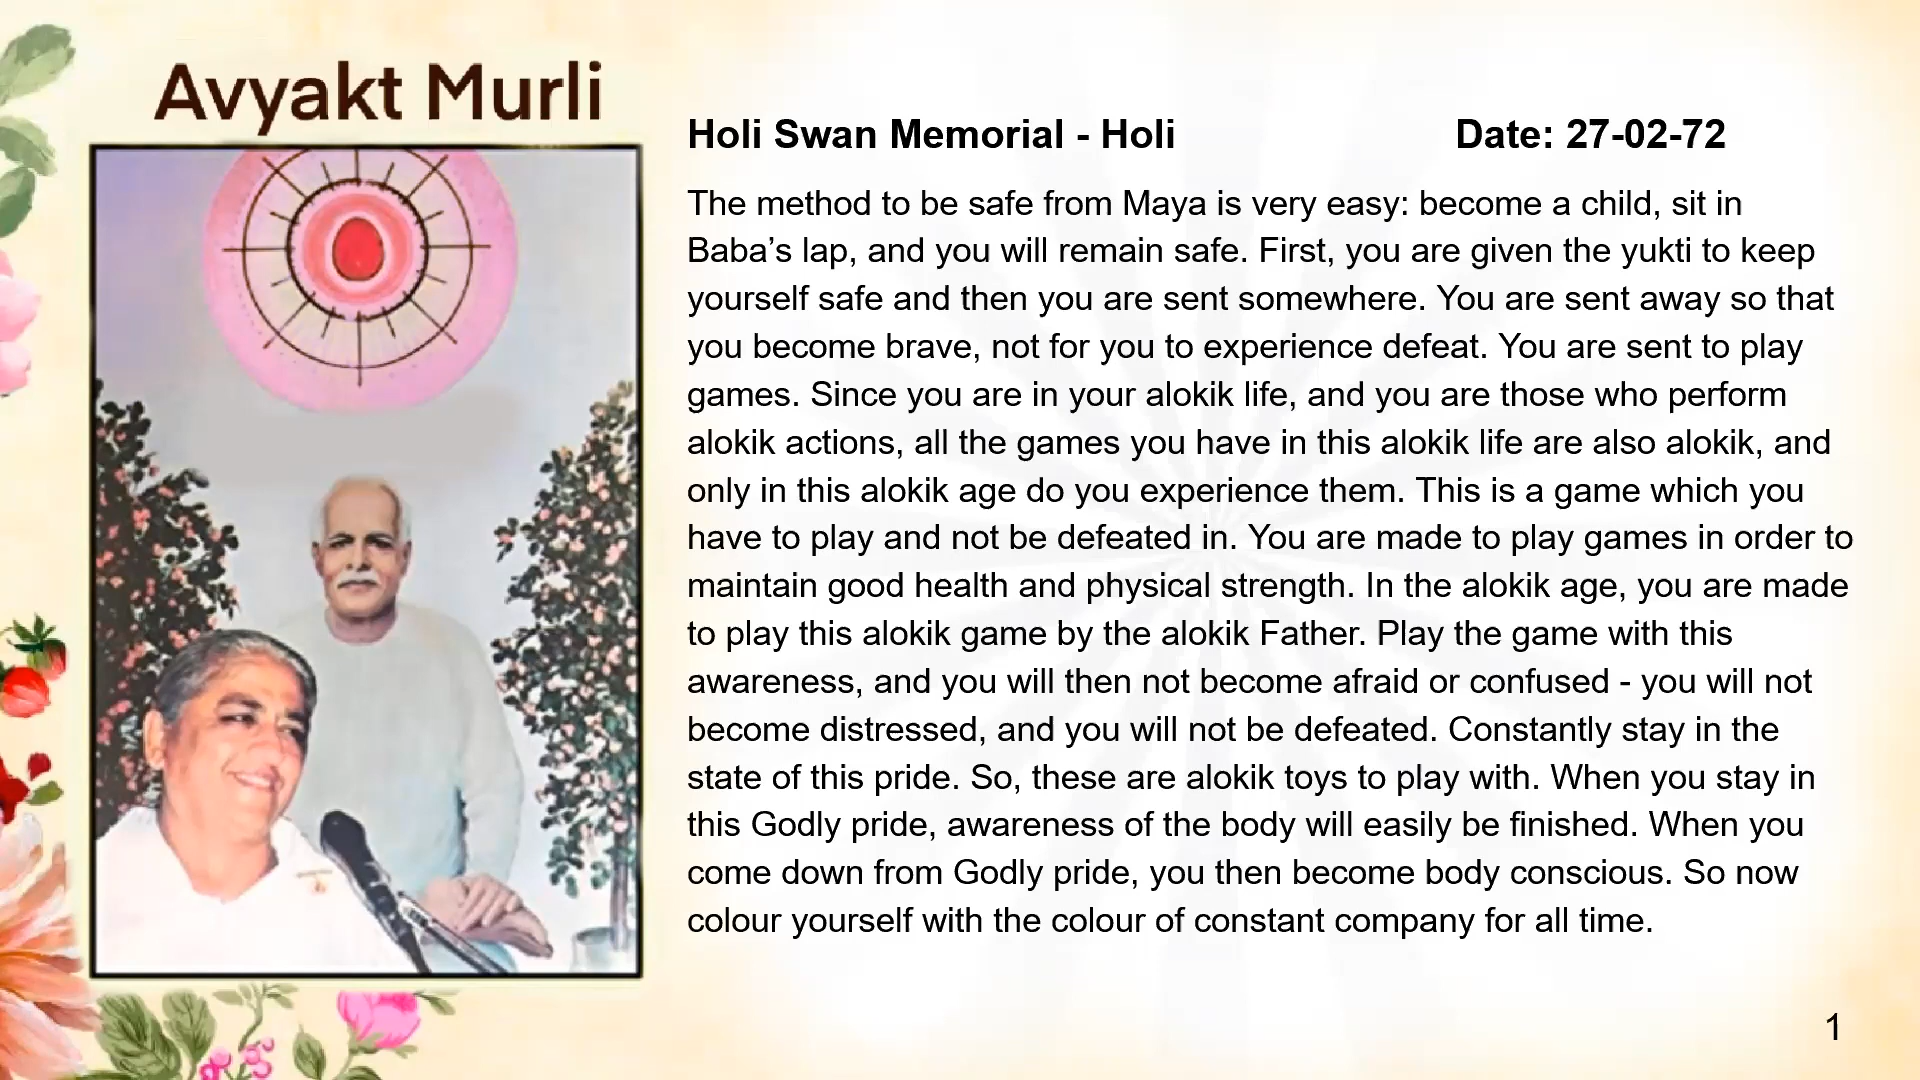 Avyakt Murli
Holi Swan Memorial - Holi Date: 27-02-72
The method to be safe from Maya is very easy: become a child, sit in
Baba’s lap, and you will remain safe. First, you are given the yukti to keep
yourself safe and then you are sent somewhere. You are sent away so that
you become brave, not for you to experience defeat. You are sent to play
games. Since you are in your alokik life, and you are those who perform
alokik actions, all the games you have in this alokik life are also alokik, and
only in this alokik age do you experience them. This is a game which you
have to play and not be defeated in. You are made to play games in order to
maintain good health and physical strength. In the alokik age, you are made
to play this alokik game by the alokik Father. Play the game with this
awareness, and you will then not become afraid or confused - you will not
become distressed, and you will not be defeated. Constantly stay in the
state of this pride. So, these are alokik toys to play with. When you stay in
this Godly pride, awareness of the body will easily be finished. When you
come down from Godly pride, you then become body conscious. So now
colour yourself with the colour of constant company for all time.
1